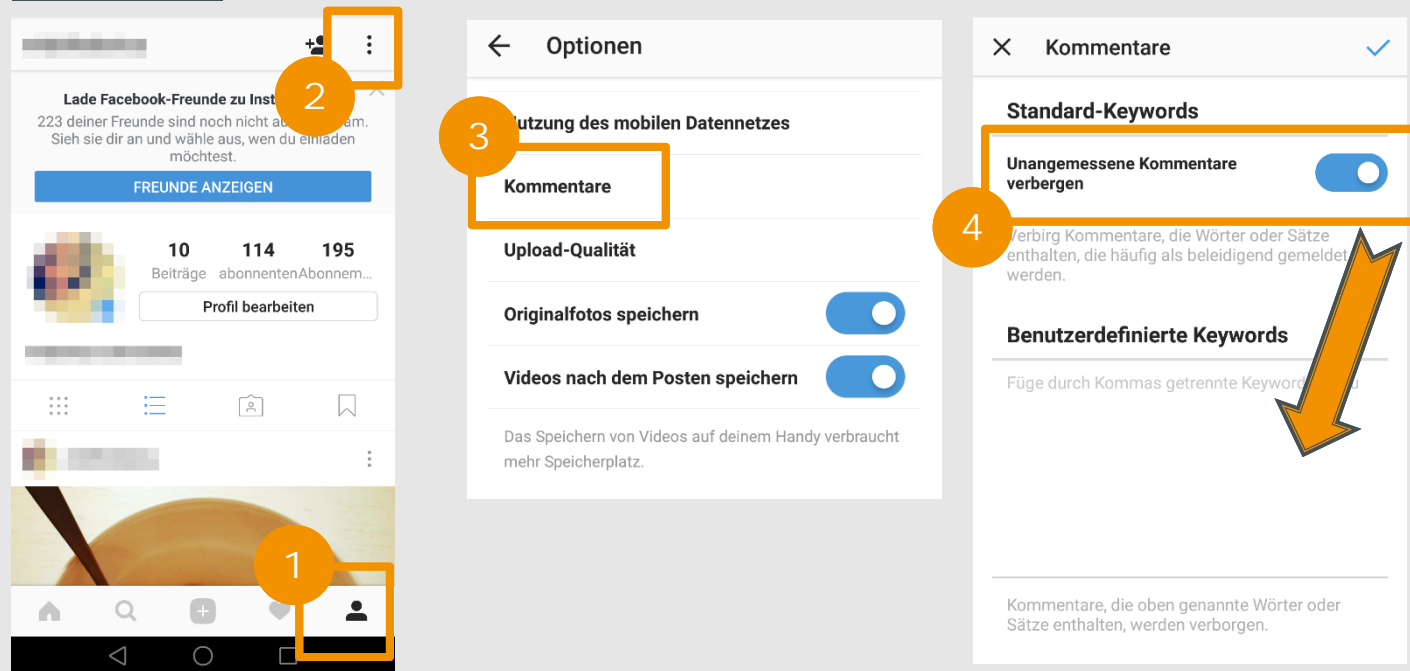 2
Lade Facebook-Freunde zu Inst
223 deiner Freunde sind noch nicht am.
Sieh sie dir an und wähle aus, wen du einladen
möchtest.
FREUNDE ANZEIGEN
10 114 195
Beiträge abonnenten Abonnem...
Profil bearbeiten
1
Optionen
3
utzung des mobilen Datennetzes
Kommentare
Upload-Qualität
Originalfotos speichern
Videos nach dem Posten speichern
Das Speichern von Videos auf deinem Handy verbraucht
mehr Speicherplatz.
Kommentare
Standard-Keywords
Unangemessene Kommentare
verbergen
4
Verbirg Kommentare, die Wörter oder Sätze
enthalten, die häufig als beleidigend gemeldet
werden.
Benutzerdefinierte Keywords
Füge durch Kommas getrennte Keyword
Kommentare, die oben genannte Wörter oder
Sätze enthalten, werden verborgen.